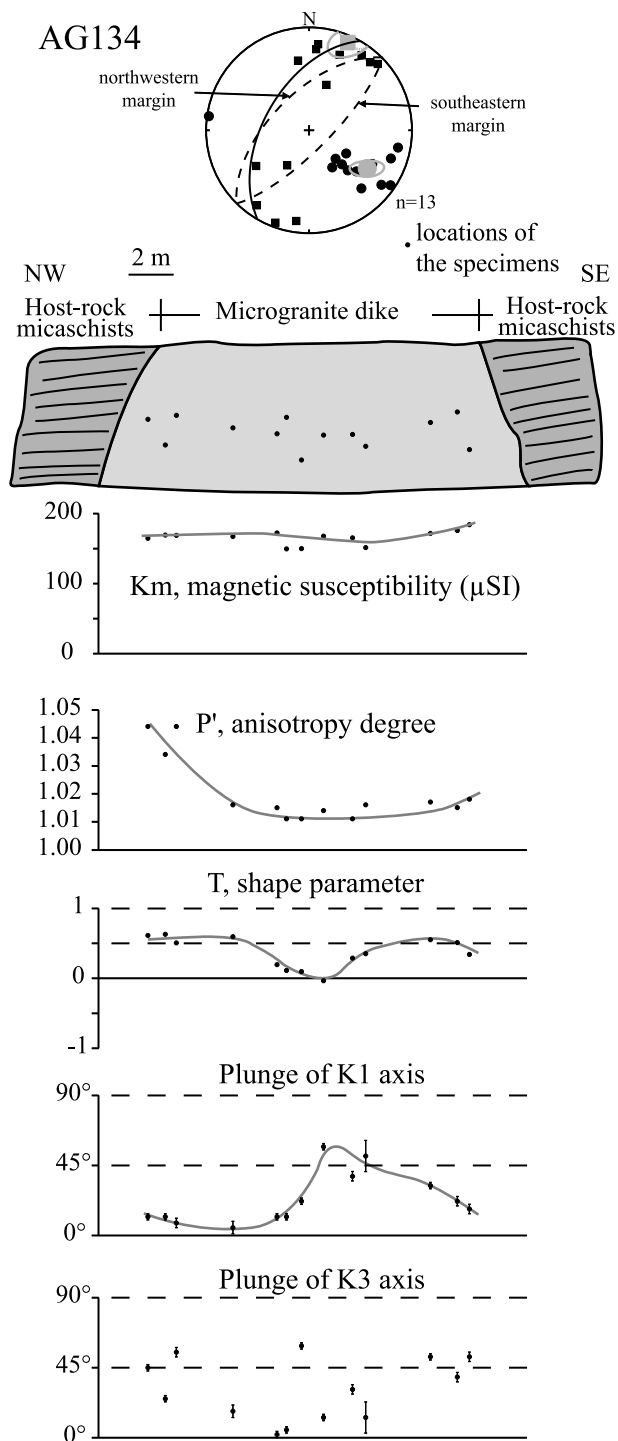 AG134
N
northwestern
margin
southeastern
margin
n=13
locations of
the specimens
NW
2 m
SE
Host-rock
micaschists
Microgranite dike
Host-rock
micaschists
200
100
0
Km, magnetic susceptibility (µSI)
1.05
1.04
1.03
1.02
1.01
1.00
P', anisotropy degree
T, shape parameter
1
0
-1
Plunge of K1 axis
90°
45°
0°
Plunge of K3 axis
90°
45°
0°